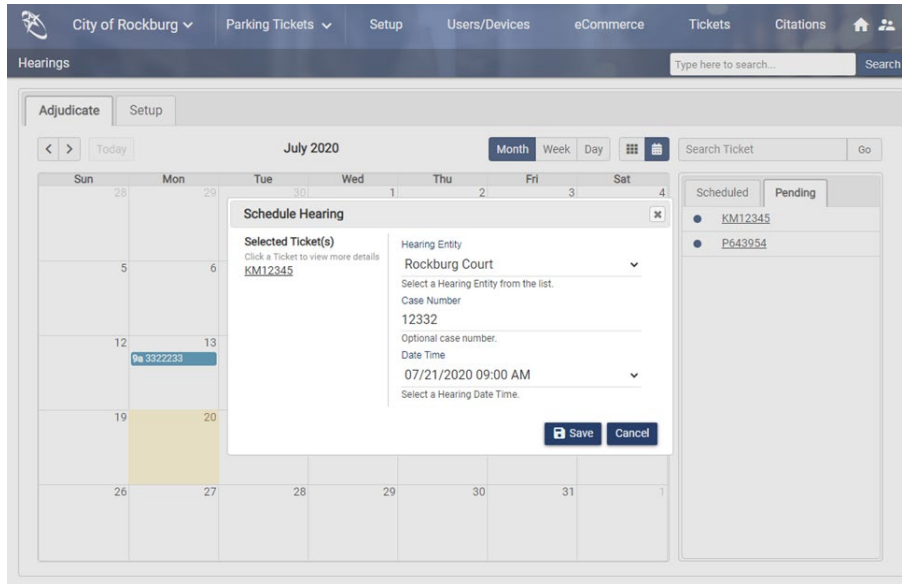 City of Rockburg Parking Tickets Setup Users/Devices eCommerce Tickets Citations
Hearings Type here to search... Search
Adjudicate Setup
Today July 2020 Month Week Day Search Ticket Go
Sun Mon Tue Wed Thu Fri Sat
28 29 30 1 2 3 4
Scheduled Pending
KM12345
P643954
Schedule Hearing
Selected Ticket(s)
Click a Ticket to view more details
KM12345
Hearing Entity
Rockburg Court
Select a Hearing Entity from the list.
Case Number
12332
Optional case number.
Date Time
07/21/2020 09:00 AM
Select a Hearing Date Time.
Save Cancel
5 6
12 13
9a 3322233
19 20
26 27 28 29 30 31 1